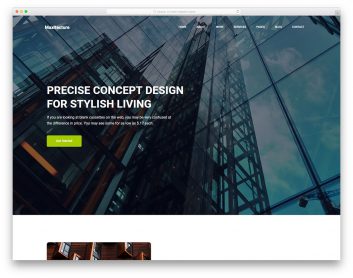 Maxitecture
HOME ABOUT WORK SERVICES PAGES BLOG CONTACT
PRECISE CONCEPT DESIGN
FOR STYLISH LIVING
If you are looking at blank cassettes on the web, you may be very confused at
the difference in price. You may see some for as low as $.17 each.
Get Started